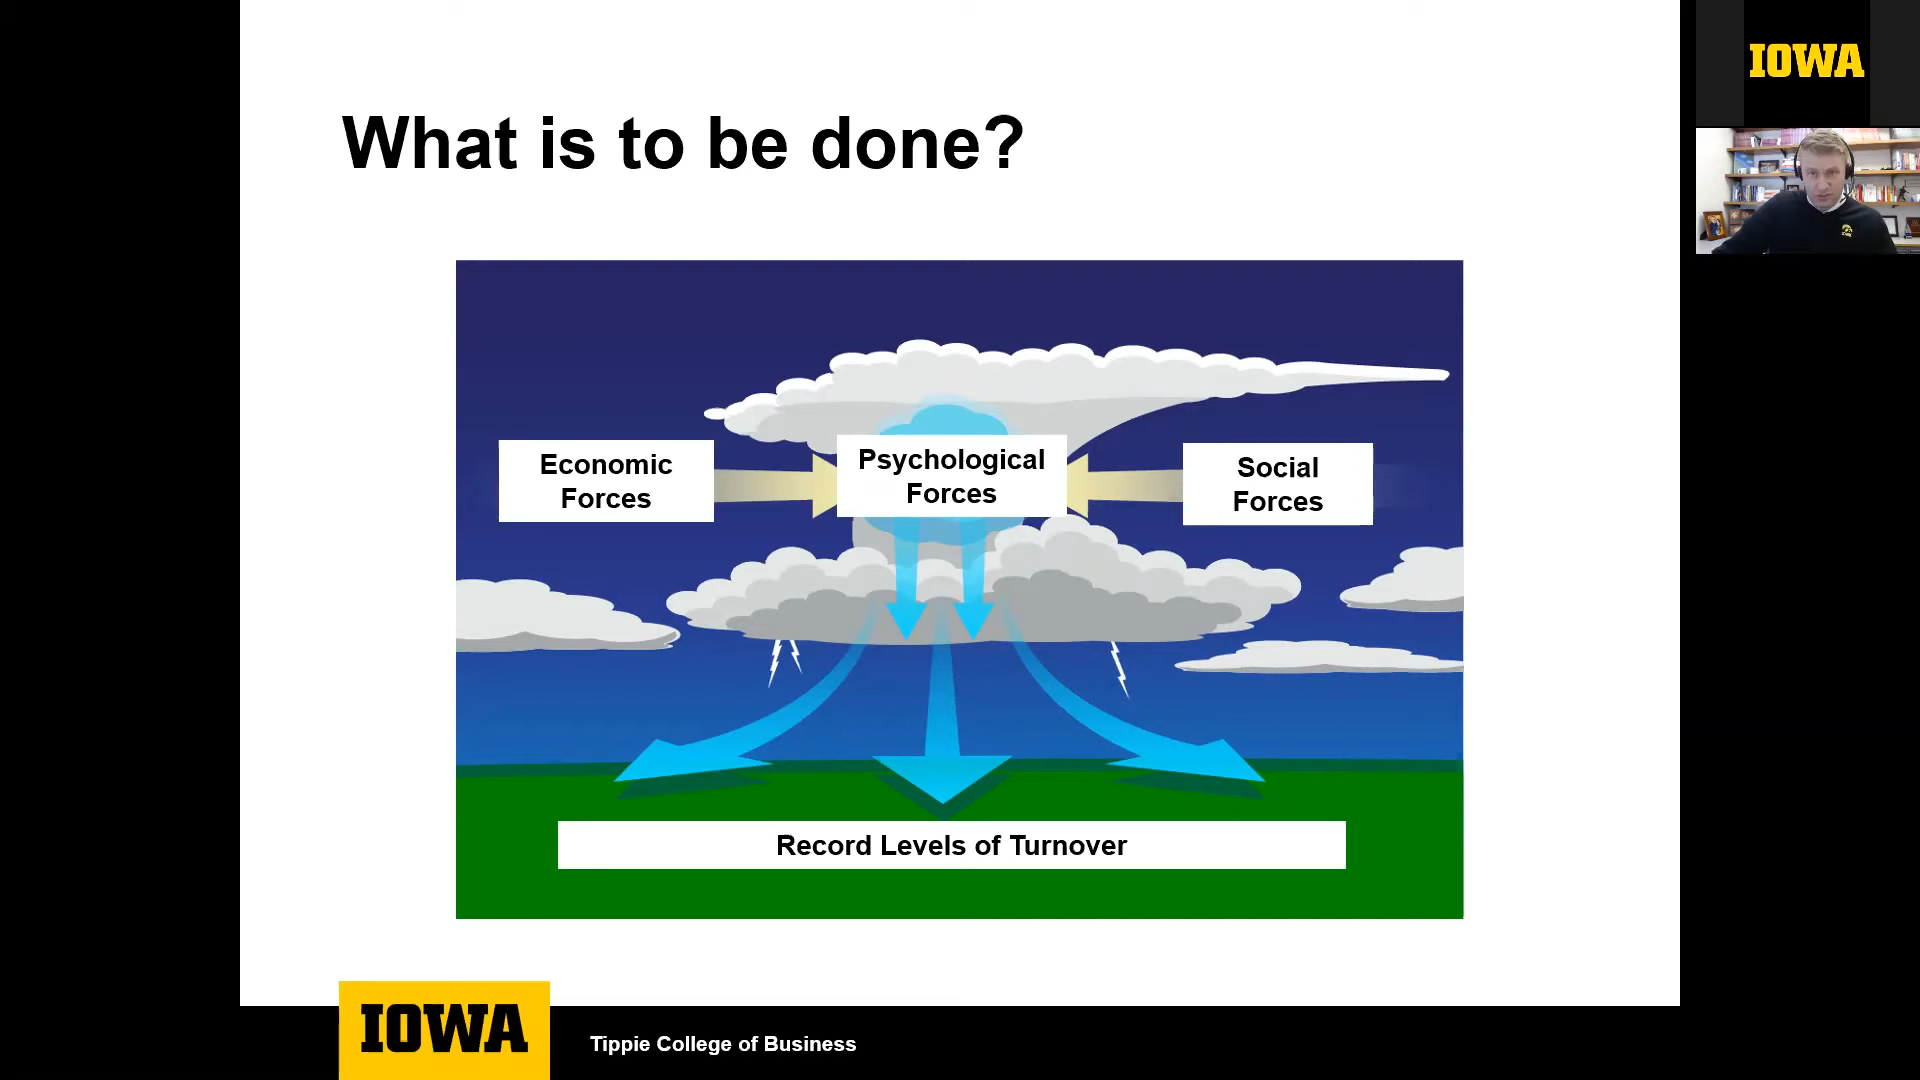 What is to be done?
Economic
Forces
Psychological
Forces
Social
Forces
Record Levels of Turnover
IOWA
Tippie College of Business
IOWA